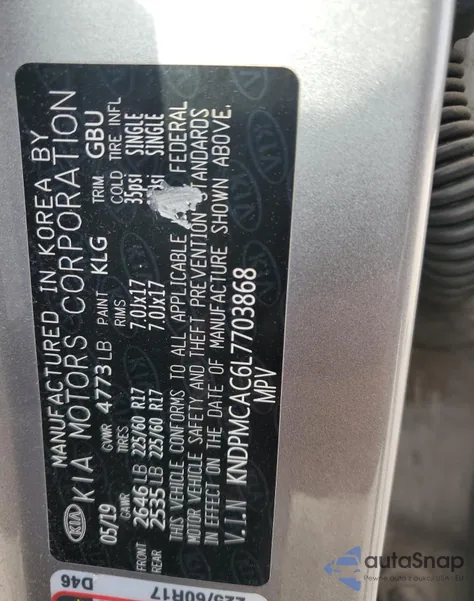 MANUFACTURED IN KOREA BY
KIA KIA MOTORS CORPORATION
05/19 GVWR 4773LB PAINT KLG TRIM GBU
GAWR TIRES RIMS COLD TIRE INFL
FRONT 2646LB 225/60 R17 7.0Jx17 35psi SINGLE
REAR 2535LB 225/60 R17 7.0Jx17 SINGLE
THIS VEHICLE CONFORMS TO ALL APPLICABLE FEDERAL
MOTOR VEHICLE SAFETY AND THEFT PREVENTION STANDARDS
IN EFFECT ON THE DATE OF MANUFACTURE SHOWN ABOVE.
V.I.N KNDPMCAC6L7703868
MPV
D46
225/60R17
autoSnap